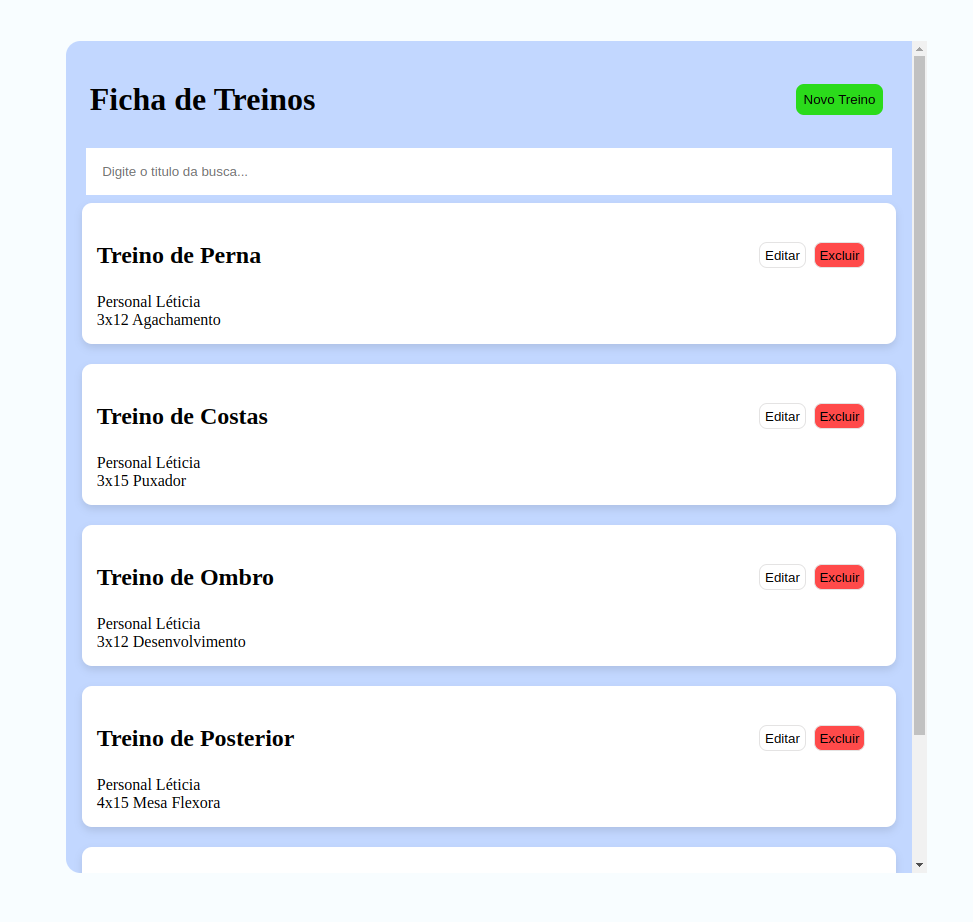 Ficha de Treinos
Novo Treino
Digite o titulo da busca...
Treino de Perna
Editar
Excluir
Personal Léticia
3x12 Agachamento
Treino de Costas
Editar
Excluir
Personal Léticia
3x15 Puxador
Treino de Ombro
Editar
Excluir
Personal Léticia
3x12 Desenvolvimento
Treino de Posterior
Editar
Excluir
Personal Léticia
4x15 Mesa Flexora